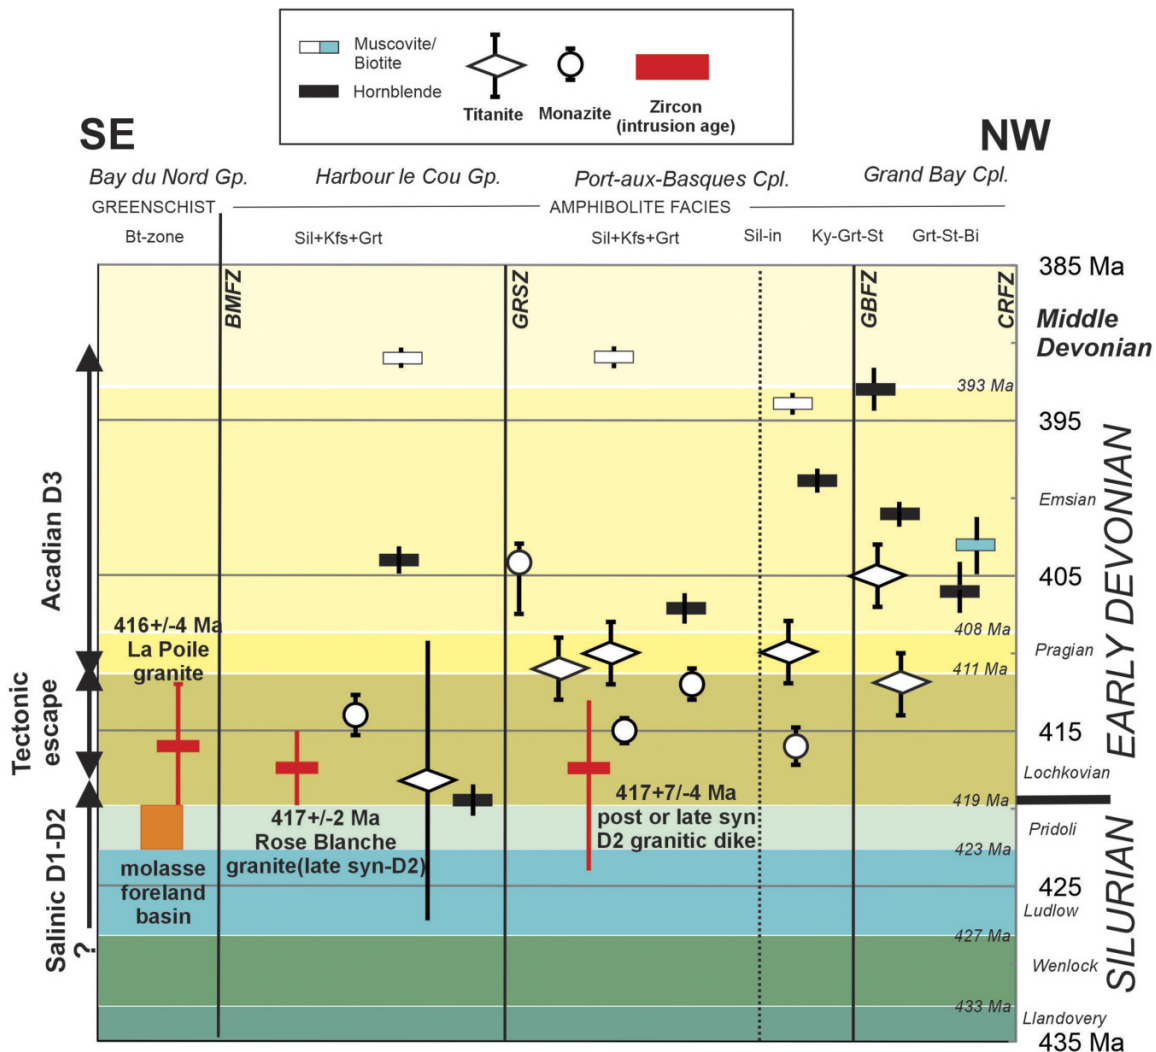 Muscovite/
Biotite
Hornblende
Titanite
Monazite
Zircon
(intrusion age)
SE
NW
Bay du Nord Gp.
Harbour le Cou Gp.
Port-aux-Basques Cpl.
Grand Bay Cpl.
GREENSCHIST
AMPHIBOLITE FACIES
Bt-zone
Sil+Kfs+Grt
Sil+Kfs+Grt
Sil-in
Ky-Grt-St
Grt-St-Bi
BMFZ
GRSZ
GBFZ
CRFZ
385 Ma
Middle
Devonian
393 Ma
395
Emsian
405
408 Ma
Pragian
411 Ma
415
Lochkovian
419 Ma
Pridoli
423 Ma
425
Ludlow
427 Ma
Wenlock
433 Ma
Llandovery
435 Ma
EARLY DEVONIAN
SILURIAN
Acadian D3
Tectonic
escape
Salinic D1-D2
?
416+/-4 Ma
La Poile
granite
molasse
foreland
basin
417+/-2 Ma
Rose Blanche
granite(late syn-D2)
417+7/-4 Ma
post or late syn
D2 granitic dike